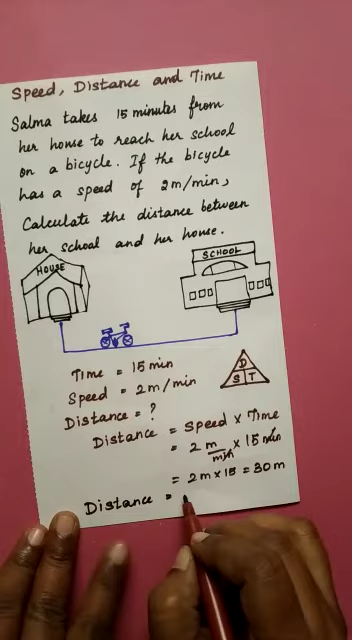 Speed, Distance and Time
Salma takes 15 minutes from
her house to reach her school
on a bicycle. If the bicycle
has a speed of 2m/min,
Calculate the distance between
her school and her house.
HOUSE
SCHOOL
Time = 15 min
Speed = 2m/min
Distance = ?
D
S T
Distance = Speed × Time
= 2 m/min × 15 min
= 2m × 15 = 30m
Distance =